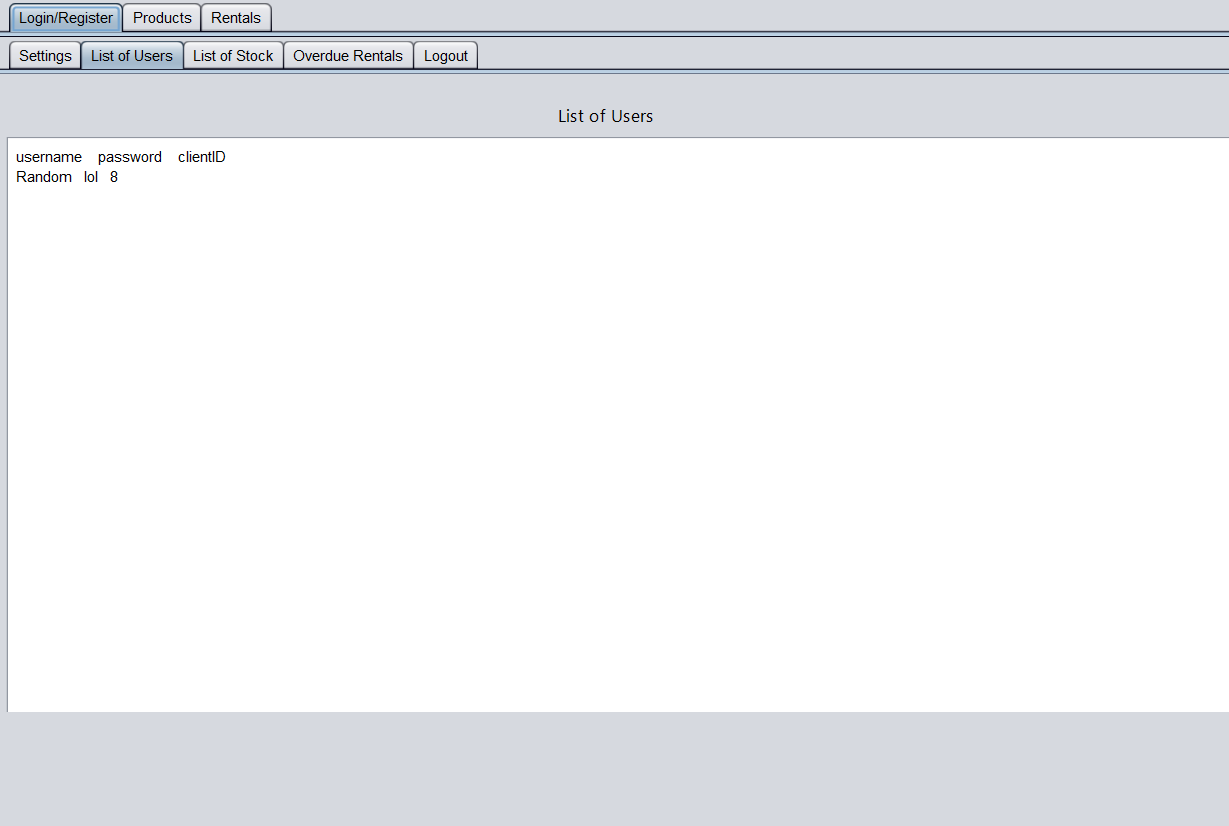 Login/Register Products Rentals
Settings List of Users List of Stock Overdue Rentals Logout
List of Users
username password clientID
Random lol 8